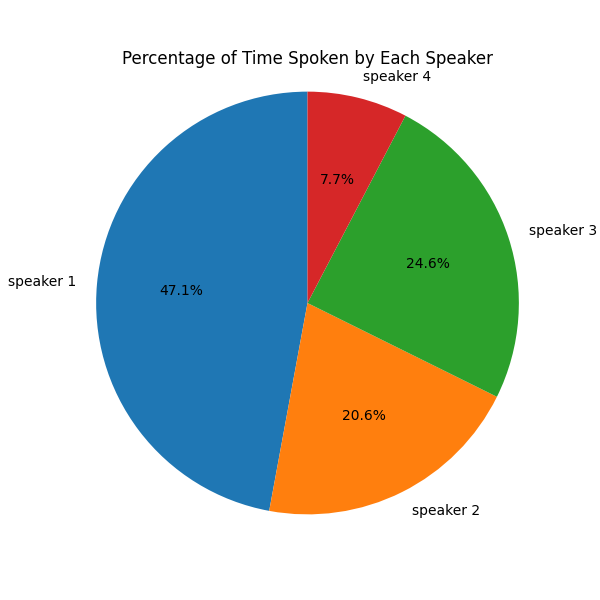 Percentage of Time Spoken by Each Speaker
speaker 4
7.7%
speaker 3
24.6%
speaker 1
47.1%
20.6%
speaker 2